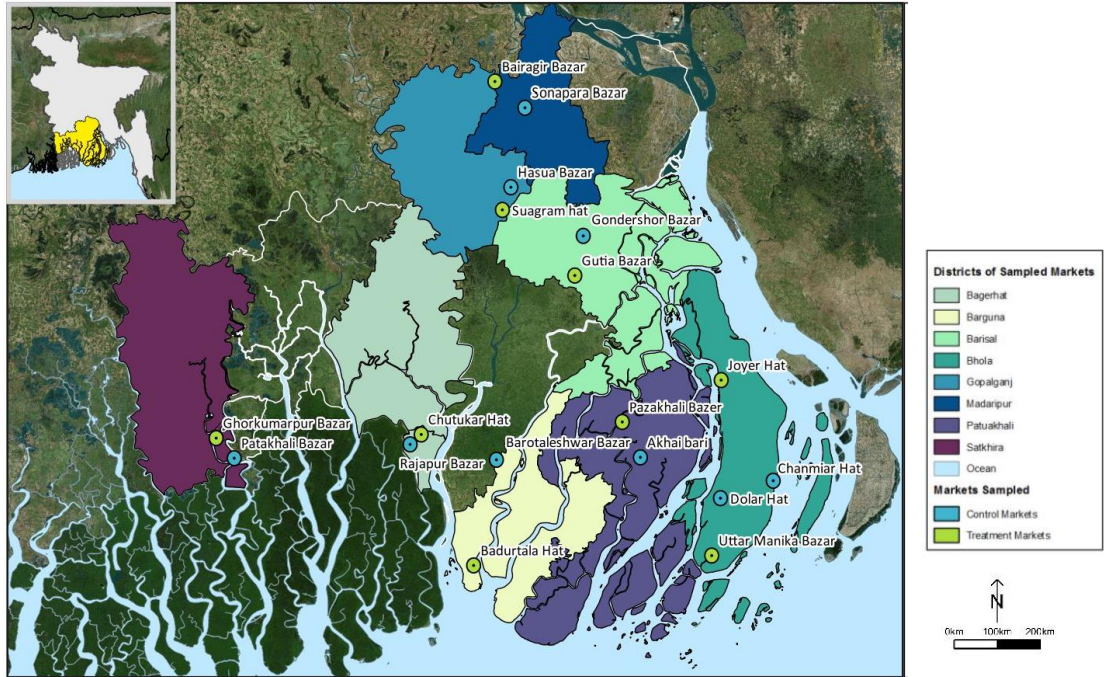 Bairagir Bazar
Sonapara Bazar
Hasua Bazar
Suagram hat
Gondershor Bazar
Gutia Bazar
Joyer Hat
Ghorkumarpur Bazar
Patakhali Bazar
Chutukar Hat
Rajapur Bazar
Pazakhali Bazer
Barotaleshwar Bazar
Akhai bari
Chanmiar Hat
Dolar Hat
Uttar Manika Bazar
Badurtala Hat
Districts of Sampled Markets
Bagerhat
Barguna
Barisal
Bhola
Gopalganj
Madaripur
Patuakhali
Satkhira
Ocean
Markets Sampled
Control Markets
Treatment Markets
N
0km 100km 200km